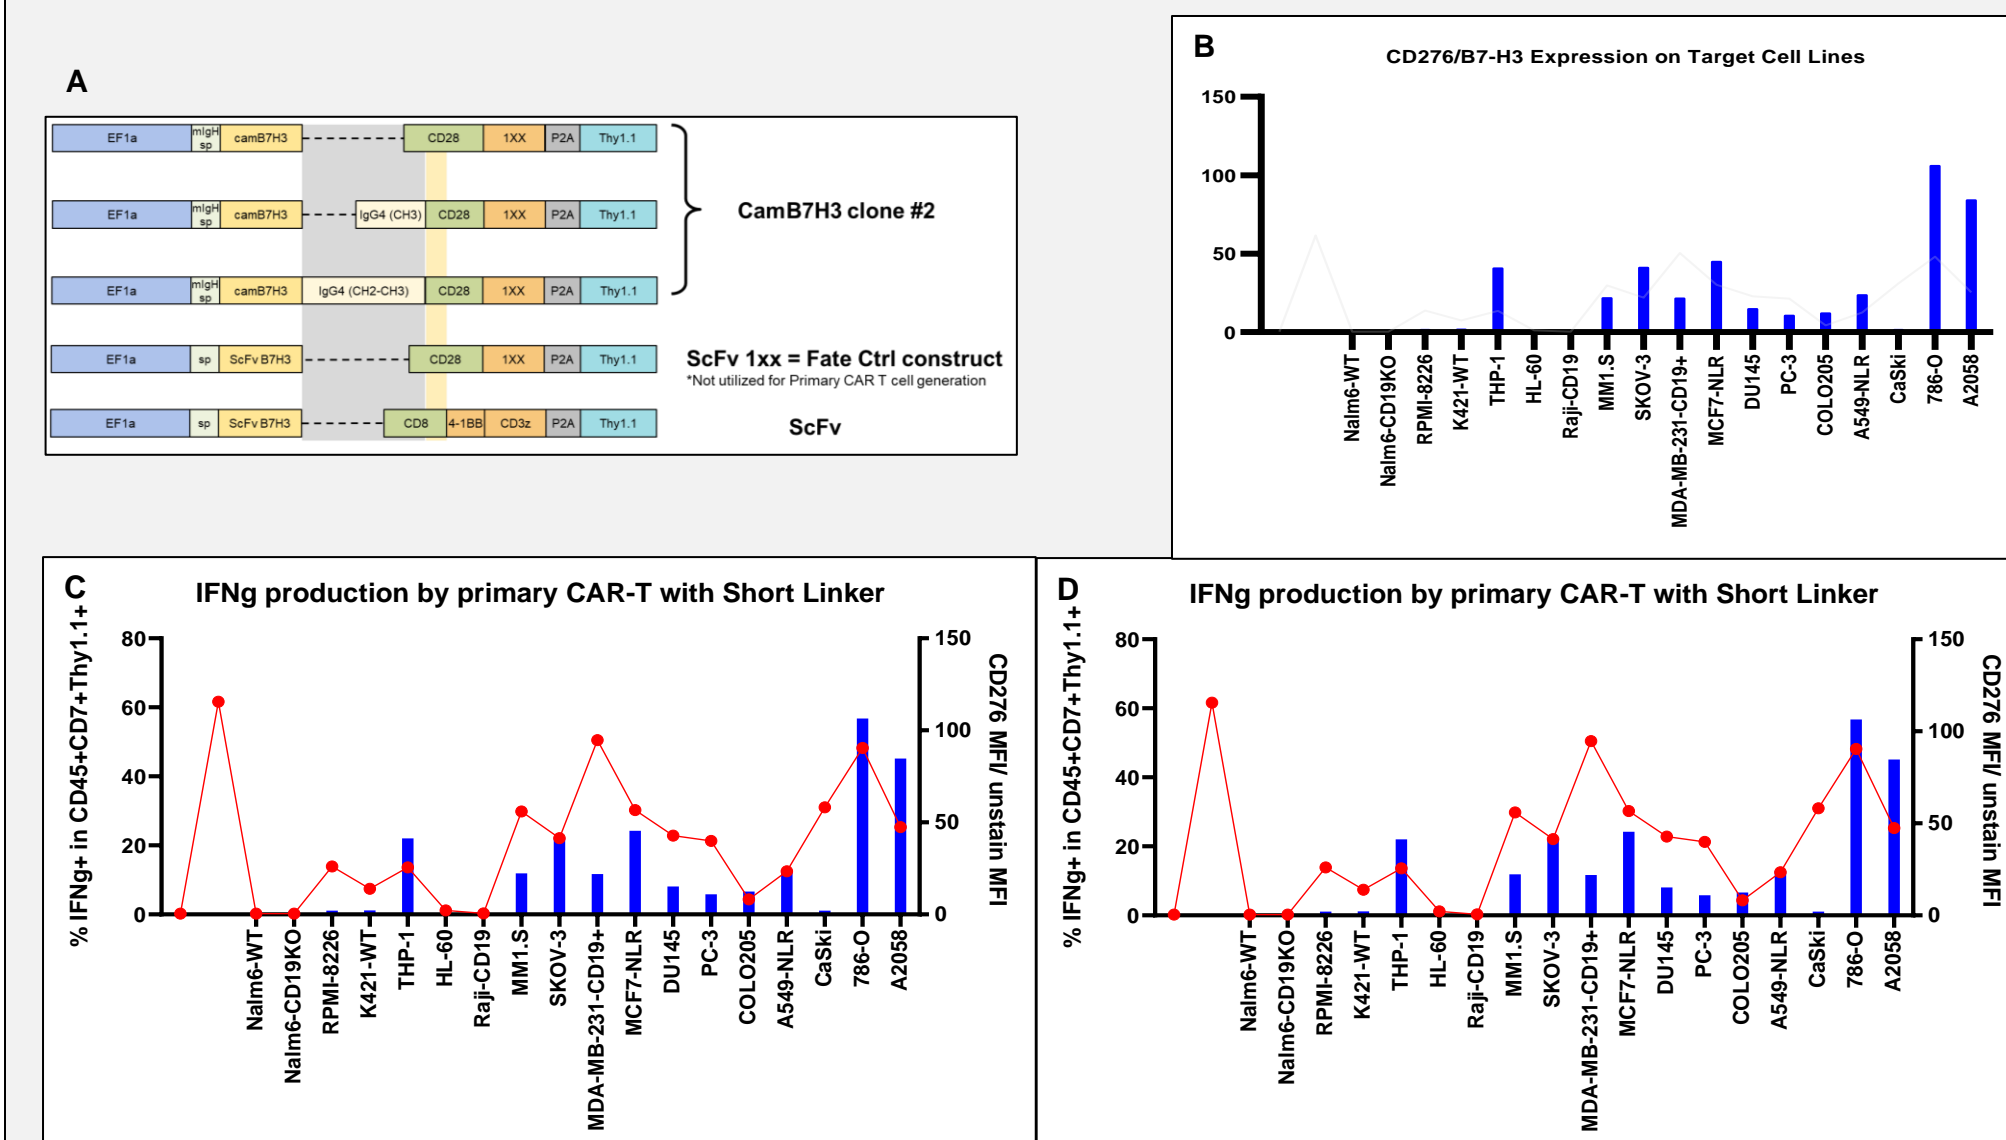 A
EF1a mIgH sp camB7H3 CD28 1XX P2A Thy1.1
EF1a mIgH sp camB7H3 IgG4 (CH3) CD28 1XX P2A Thy1.1
CamB7H3 clone #2
EF1a mIgH sp camB7H3 IgG4 (CH2-CH3) CD28 1XX P2A Thy1.1
EF1a sp ScFv B7H3 CD28 1XX P2A Thy1.1
ScFv 1xx = Fate Ctrl construct
*Not utilized for Primary CAR T cell generation
EF1a sp ScFv B7H3 CD8 4-1BB CD3z P2A Thy1.1
ScFv
B
CD276/B7-H3 Expression on Target Cell Lines
150
100
50
0
Nalm6-WT
Nalm6-CD19KO
RPMI-8226
K421-WT
THP-1
HL-60
Raji-CD19
MM1.S
SKOV-3
MDA-MB-231-CD19+
MCF7-NLR
DU145
PC-3
COLO205
A549-NLR
CaSki
786-O
A2058
C
IFNg production by primary CAR-T with Short Linker
% IFNg+ in CD45+CD7+Thy1.1+
80
60
40
20
0
150
100
50
0
CD276 MFI/ unstain MFI
Nalm6-WT
Nalm6-CD19KO
RPMI-8226
K421-WT
THP-1
HL-60
Raji-CD19
MM1.S
SKOV-3
MDA-MB-231-CD19+
MCF7-NLR
DU145
PC-3
COLO205
A549-NLR
CaSki
786-O
A2058
D
IFNg production by primary CAR-T with Short Linker
% IFNg+ in CD45+CD7+Thy1.1+
80
60
40
20
0
150
100
50
0
CD276 MFI/ unstain MFI
Nalm6-WT
Nalm6-CD19KO
RPMI-8226
K421-WT
THP-1
HL-60
Raji-CD19
MM1.S
SKOV-3
MDA-MB-231-CD19+
MCF7-NLR
DU145
PC-3
COLO205
A549-NLR
CaSki
786-O
A2058